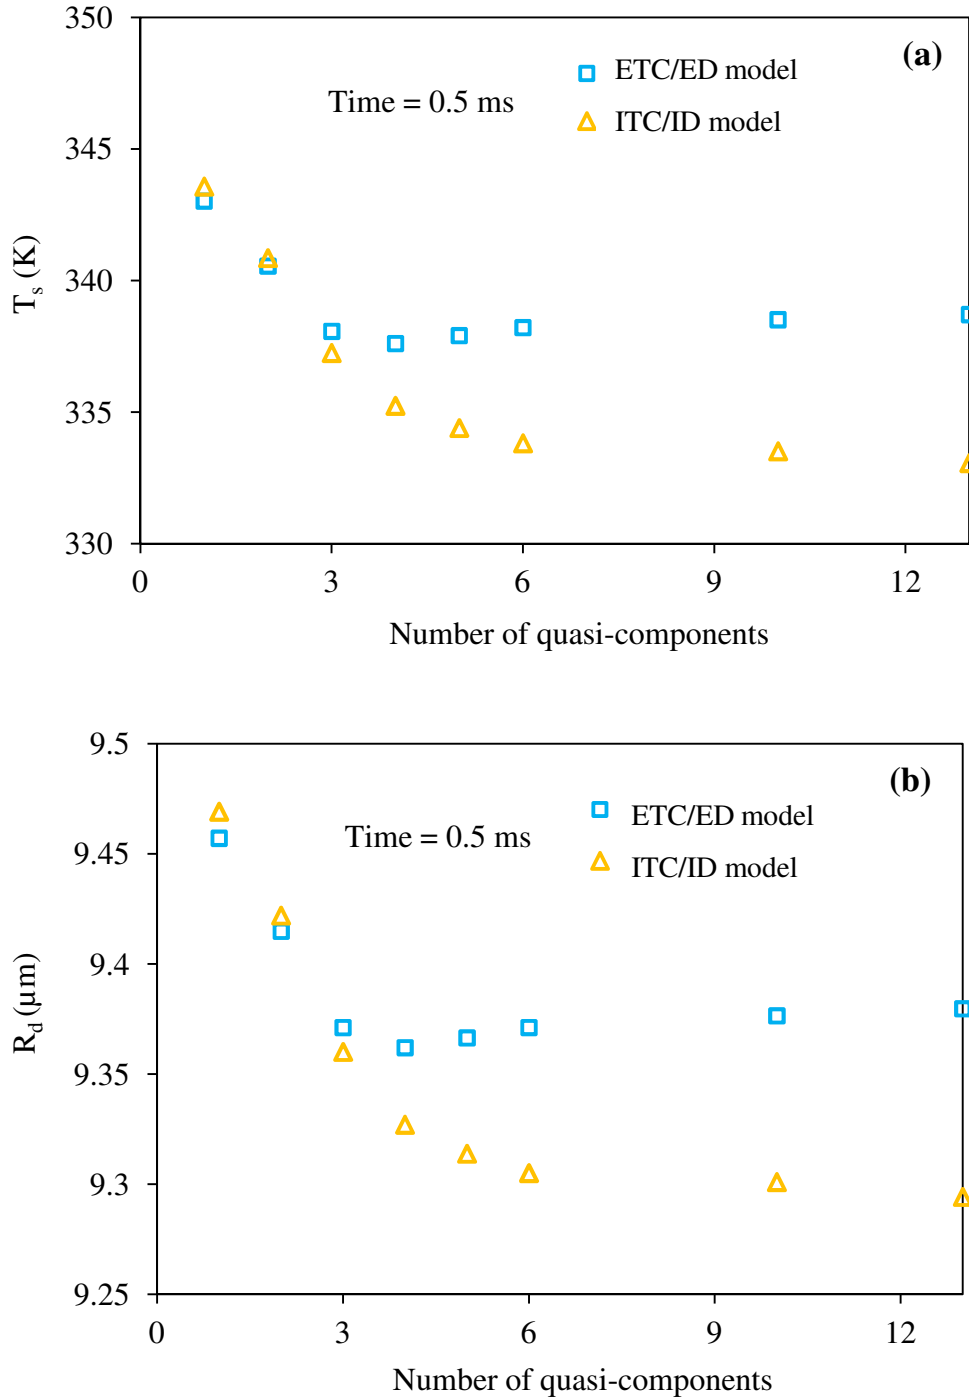 350
(a)
ETC/ED model
Time = 0.5 ms
ITC/ID model
345
T_s (K)
340
335
330
0 3 6 9 12
Number of quasi-components
9.5
(b)
ETC/ED model
Time = 0.5 ms
ITC/ID model
9.45
9.4
R_d (μm)
9.35
9.3
9.25
0 3 6 9 12
Number of quasi-components